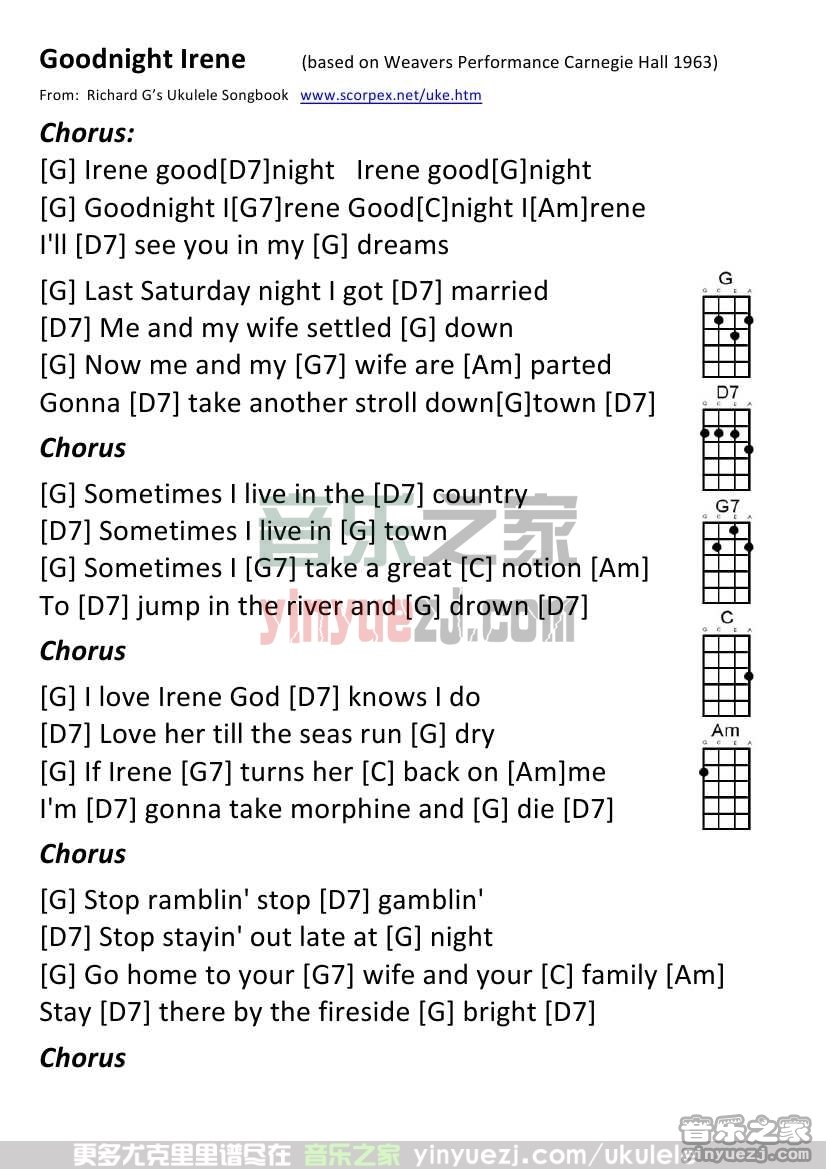 Goodnight Irene (based on Weavers Performance Carnegie Hall 1963)
From: Richard G's Ukulele Songbook www.scorpex.net/uke.htm
Chorus:
[G] Irene good[D7]night Irene good[G]night
[G] Goodnight I[G7]rene Good[C]night I[Am]rene
I'll [D7] see you in my [G] dreams
[G] Last Saturday night I got [D7] married
[D7] Me and my wife settled [G] down
[G] Now me and my [G7] wife are [Am] parted
Gonna [D7] take another stroll down[G]town [D7]
Chorus
[G] Sometimes I live in the [D7] country
[D7] Sometimes I live in [G] town
[G] Sometimes I [G7] take a great [C] notion [Am]
To [D7] jump in the river and [G] drown [D7]
Chorus
[G] I love Irene God [D7] knows I do
[D7] Love her till the seas run [G] dry
[G] If Irene [G7] turns her [C] back on [Am]me
I'm [D7] gonna take morphine and [G] die [D7]
Chorus
[G] Stop ramblin' stop [D7] gamblin'
[D7] Stop stayin' out late at [G] night
[G] Go home to your [G7] wife and your [C] family [Am]
Stay [D7] there by the fireside [G] bright [D7]
Chorus
G
G C E A
D7
G C E A
G7
G C E A
C
G C E A
Am
G C E A
音乐之家
yinyuezj.com
更多尤克里里谱尽在 音乐之家 yinyuezj.com/ukulele
音乐之家
yinyuezj.com